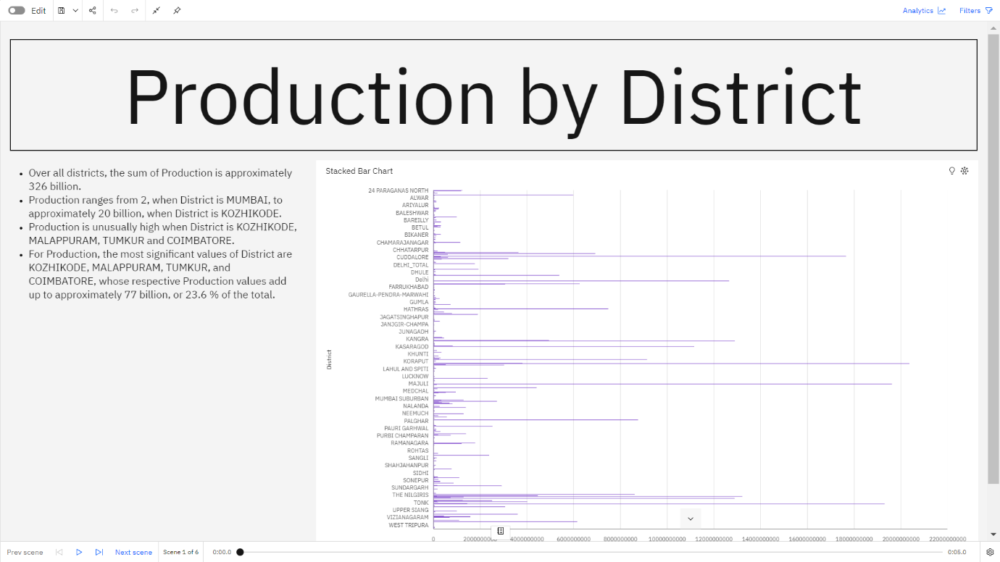 Edit
Analytics
Filters
Production by District
Over all districts, the sum of Production is approximately
326 billion.
Production ranges from 2, when District is MUMBAI, to
approximately 20 billion, when District is KOZHIKODE.
Production is unusually high when District is KOZHIKODE,
MALAPPURAM, TUMKUR and COIMBATORE.
For Production, the most significant values of District are
KOZHIKODE, MALAPPURAM, TUMKUR, and
COIMBATORE, whose respective Production values add
up to approximately 77 billion, or 23.6 % of the total.
Stacked Bar Chart
District
24 PARAGANAS NORTH
ALWAR
ARIYALUR
BALESHWAR
BAREILLY
BETUL
BIKANER
CHAMARAJANAGAR
CHHATARPUR
CUDDALORE
DELHI_TOTAL
DHULE
Delhi
FARRUKHABAD
GAURELLA-PENDRA-MARWAHI
GUMLA
HATHRAS
JAGATSINGHAPUR
JANJGIR-CHAMPA
JUNAGADH
KANGRA
KASARAGOD
KHUNTI
KORAPUT
LAHUL AND SPITI
LUCKNOW
MAJULI
MEDCHAL
MUMBAI SUBURBAN
NALANDA
NEEMUCH
PALGHAR
PAURI GARHWAL
PURBI CHAMPARAN
RAMANAGARA
ROHTAS
SANGLI
SHAHJAHANPUR
SIDHI
SONEPUR
SUNDARGARH
THE NILGIRIS
TONK
UPPER SIANG
VIZIANAGARAM
WEST TRIPURA
0 2000000000 4000000000 6000000000 8000000000 10000000000 12000000000 14000000000 16000000000 18000000000 20000000000 22000000000
Prev scene
Next scene
Scene 1 of 6
0:00.0
0:05.0